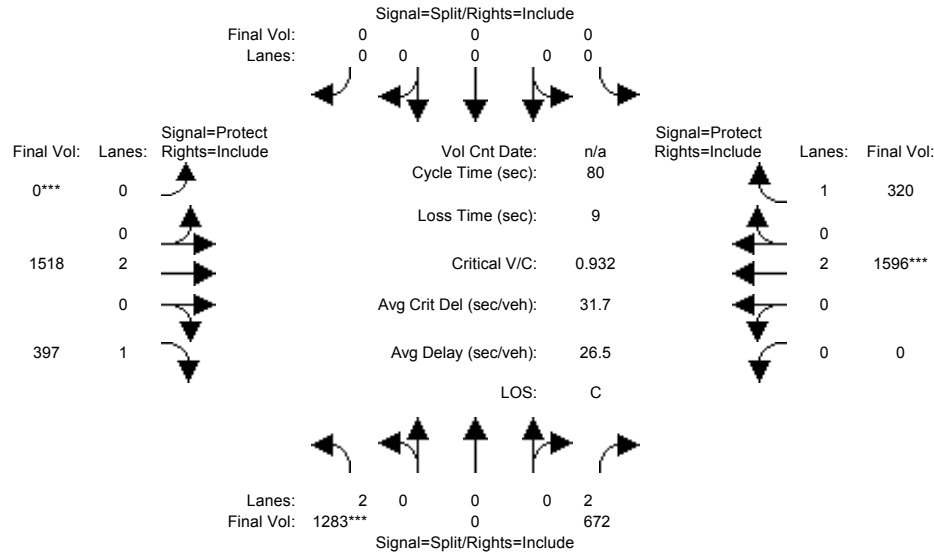 Signal=Split/Rights=Include
Final Vol: 0 0 0
Lanes: 0 0 0 0 0
Signal=Protect Signal=Protect
Final Vol: Lanes: Rights=Include Vol Cnt Date: n/a Rights=Include Lanes: Final Vol:
Cycle Time (sec): 80
0*** 0 1 320
Loss Time (sec): 9
0 0
1518 2 Critical V/C: 0.932 2 1596***
0 Avg Crit Del (sec/veh): 31.7 0
397 1 Avg Delay (sec/veh): 26.5 0 0
LOS: C
Lanes: 2 0 0 0 2
Final Vol: 1283*** 0 672
Signal=Split/Rights=Include